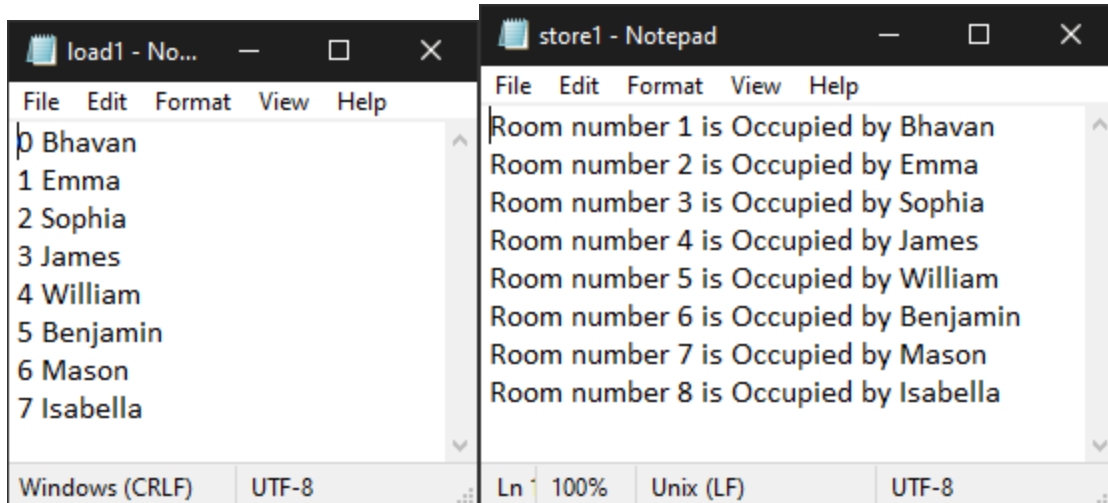 load1 - No...
File Edit Format View Help
0 Bhavan
1 Emma
2 Sophia
3 James
4 William
5 Benjamin
6 Mason
7 Isabella
Windows (CRLF) UTF-8
store1 - Notepad
File Edit Format View Help
Room number 1 is Occupied by Bhavan
Room number 2 is Occupied by Emma
Room number 3 is Occupied by Sophia
Room number 4 is Occupied by James
Room number 5 is Occupied by William
Room number 6 is Occupied by Benjamin
Room number 7 is Occupied by Mason
Room number 8 is Occupied by Isabella
Ln 100% Unix (LF) UTF-8